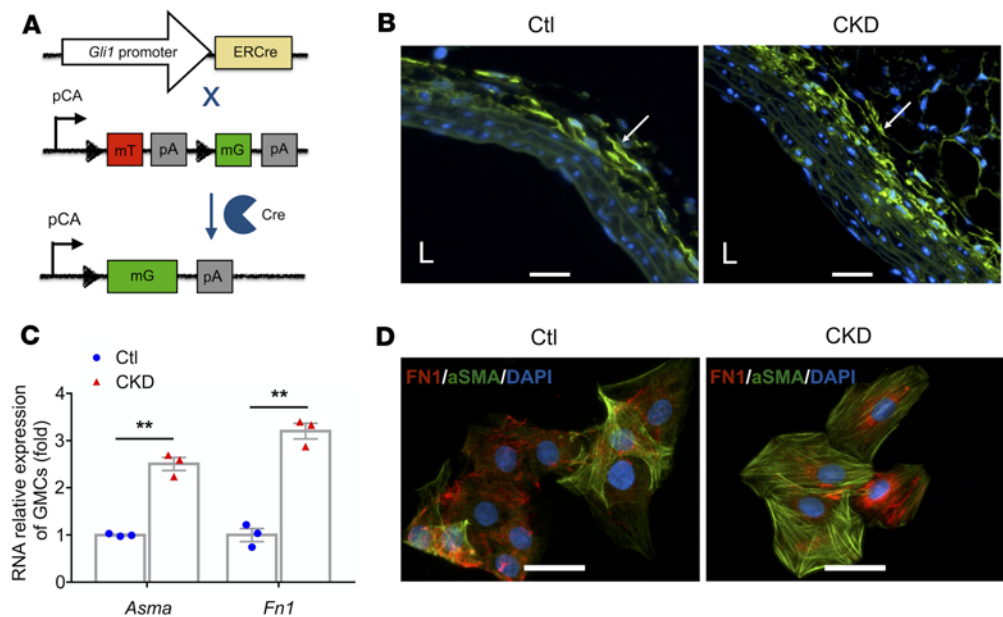 A
Gli1 promoter
ERCre
X
pCA
mT
pA
mG
pA
Cre
pCA
mG
pA
B
Ctl
CKD
L
L
C
Ctl
CKD
RNA relative expression
of GMCs (fold)
4
3
2
1
0
**
**
Asma
Fn1
D
Ctl
CKD
FN1/aSMA/DAPI
FN1/aSMA/DAPI